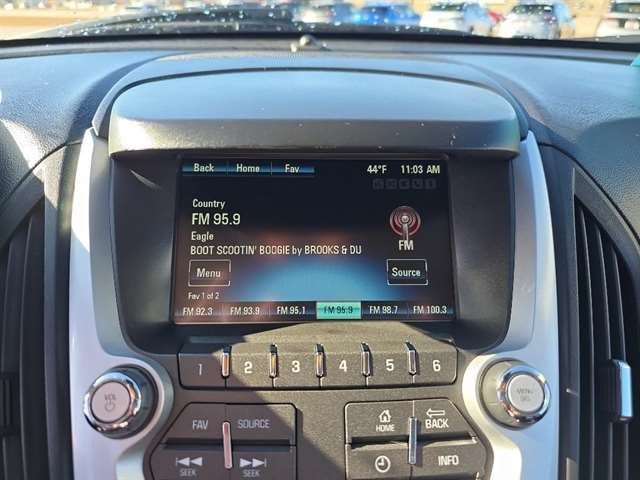 Back Home Fav 44°F 11:03 AM
Country
FM 95.9
Eagle
BOOT SCOOTIN' BOOGIE by BROOKS & DU
FM
Menu Source
Fav 1 of 2
FM 92.3 FM 93.9 FM 95.1 FM 95.9 FM 98.7 FM 100.3
1 2 3 4 5 6
VOL
MENU
SEL
FAV SOURCE
HOME BACK
SEEK SEEK
INFO